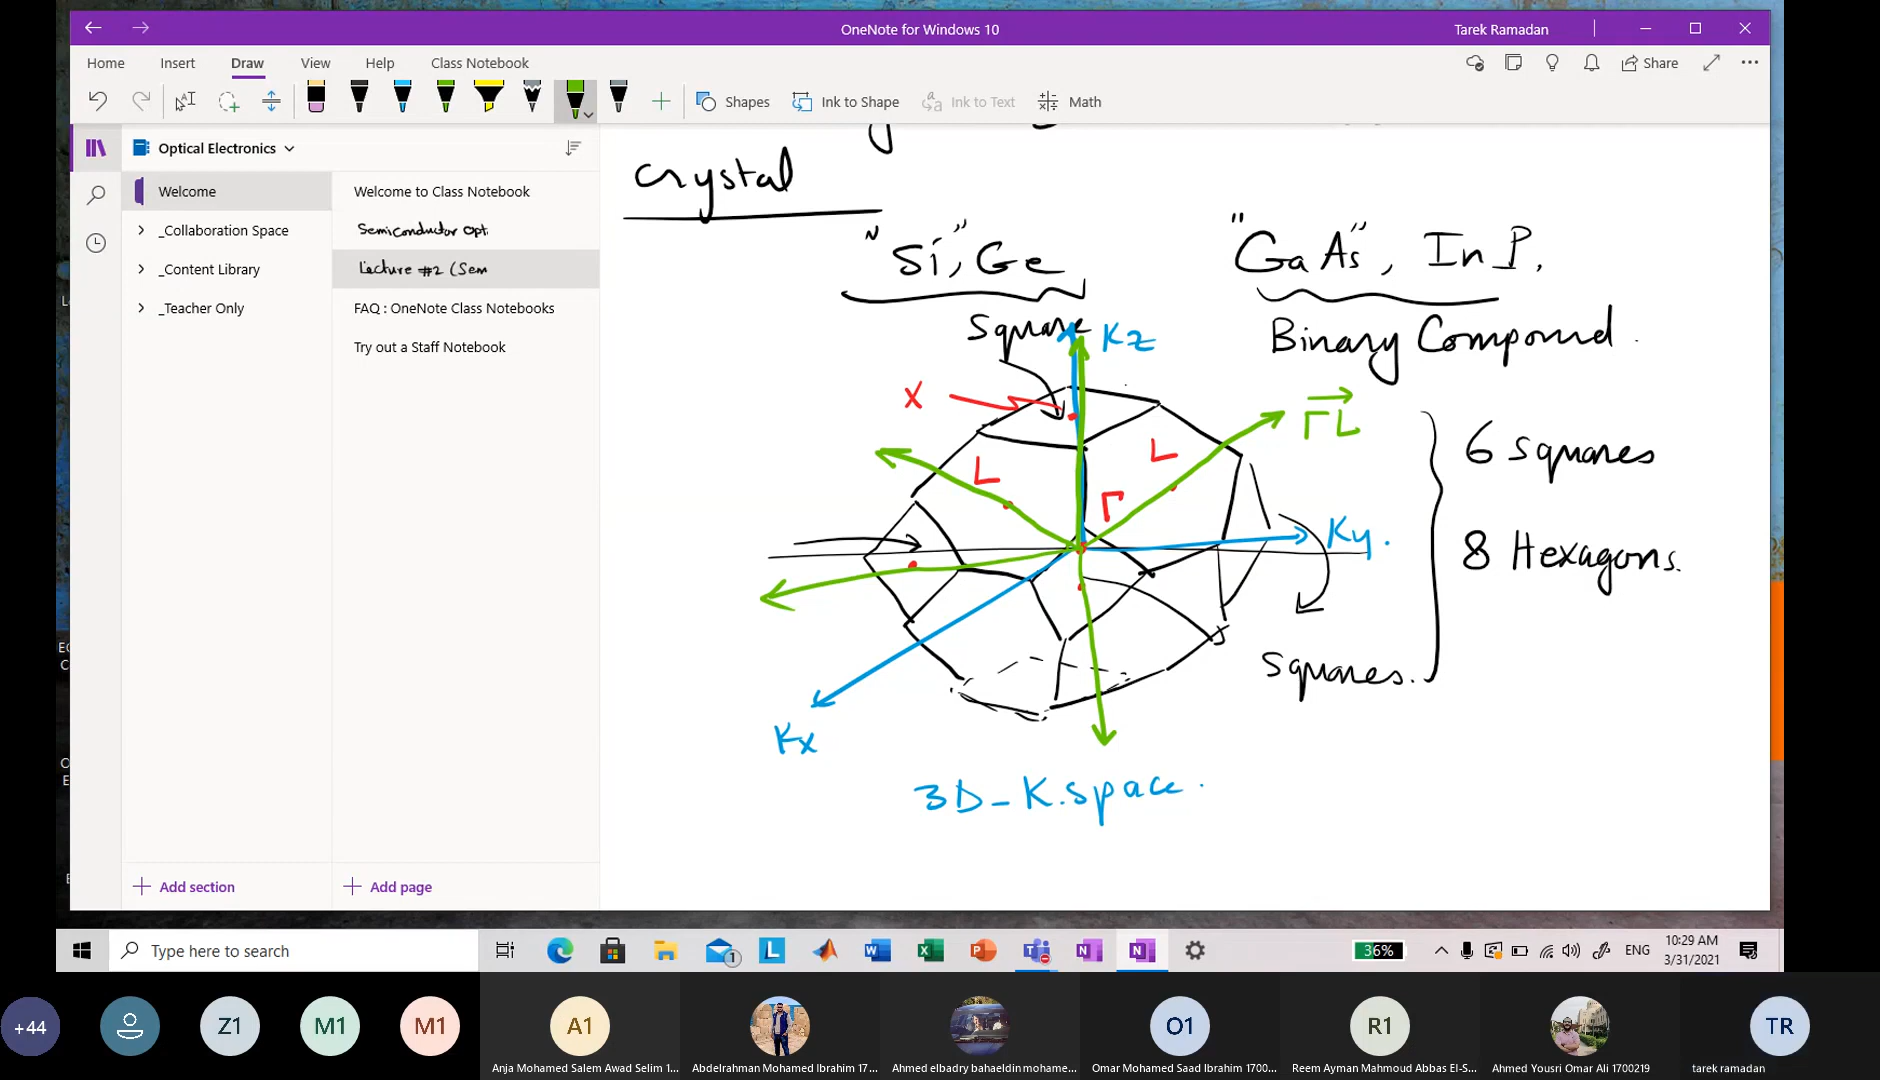 OneNote for Windows 10
Tarek Ramadan
Home Insert Draw View Help Class Notebook
Share
Shapes Ink to Shape Ink to Text Math
Optical Electronics
Welcome
_Collaboration Space
_Content Library
_Teacher Only
Welcome to Class Notebook
Semiconductor Opt.
Lecture #2 (Sem
FAQ : OneNote Class Notebooks
Try out a Staff Notebook
Add section
Add page
crystal
"Si", Ge
"GaAs", InP.
Square
Binary Compound.
Kz
X
ΓL
L
L
Γ
Ky.
6 squares
8 Hexagons.
squares.
Kx
3D_K.space.
Type here to search
1
36%
ENG
10:29 AM
3/31/2021
+44
Z1
M1
M1
A1
O1
R1
TR
Anja Mohamed Salem Awad Selim 1...
Abdelrahman Mohamed Ibrahim 17...
Ahmed elbadry bahaeldin mohame...
Omar Mohamed Saad Ibrahim 1700...
Reem Ayman Mahmoud Abbas El-S...
Ahmed Yousri Omar Ali 1700219
tarek ramadan